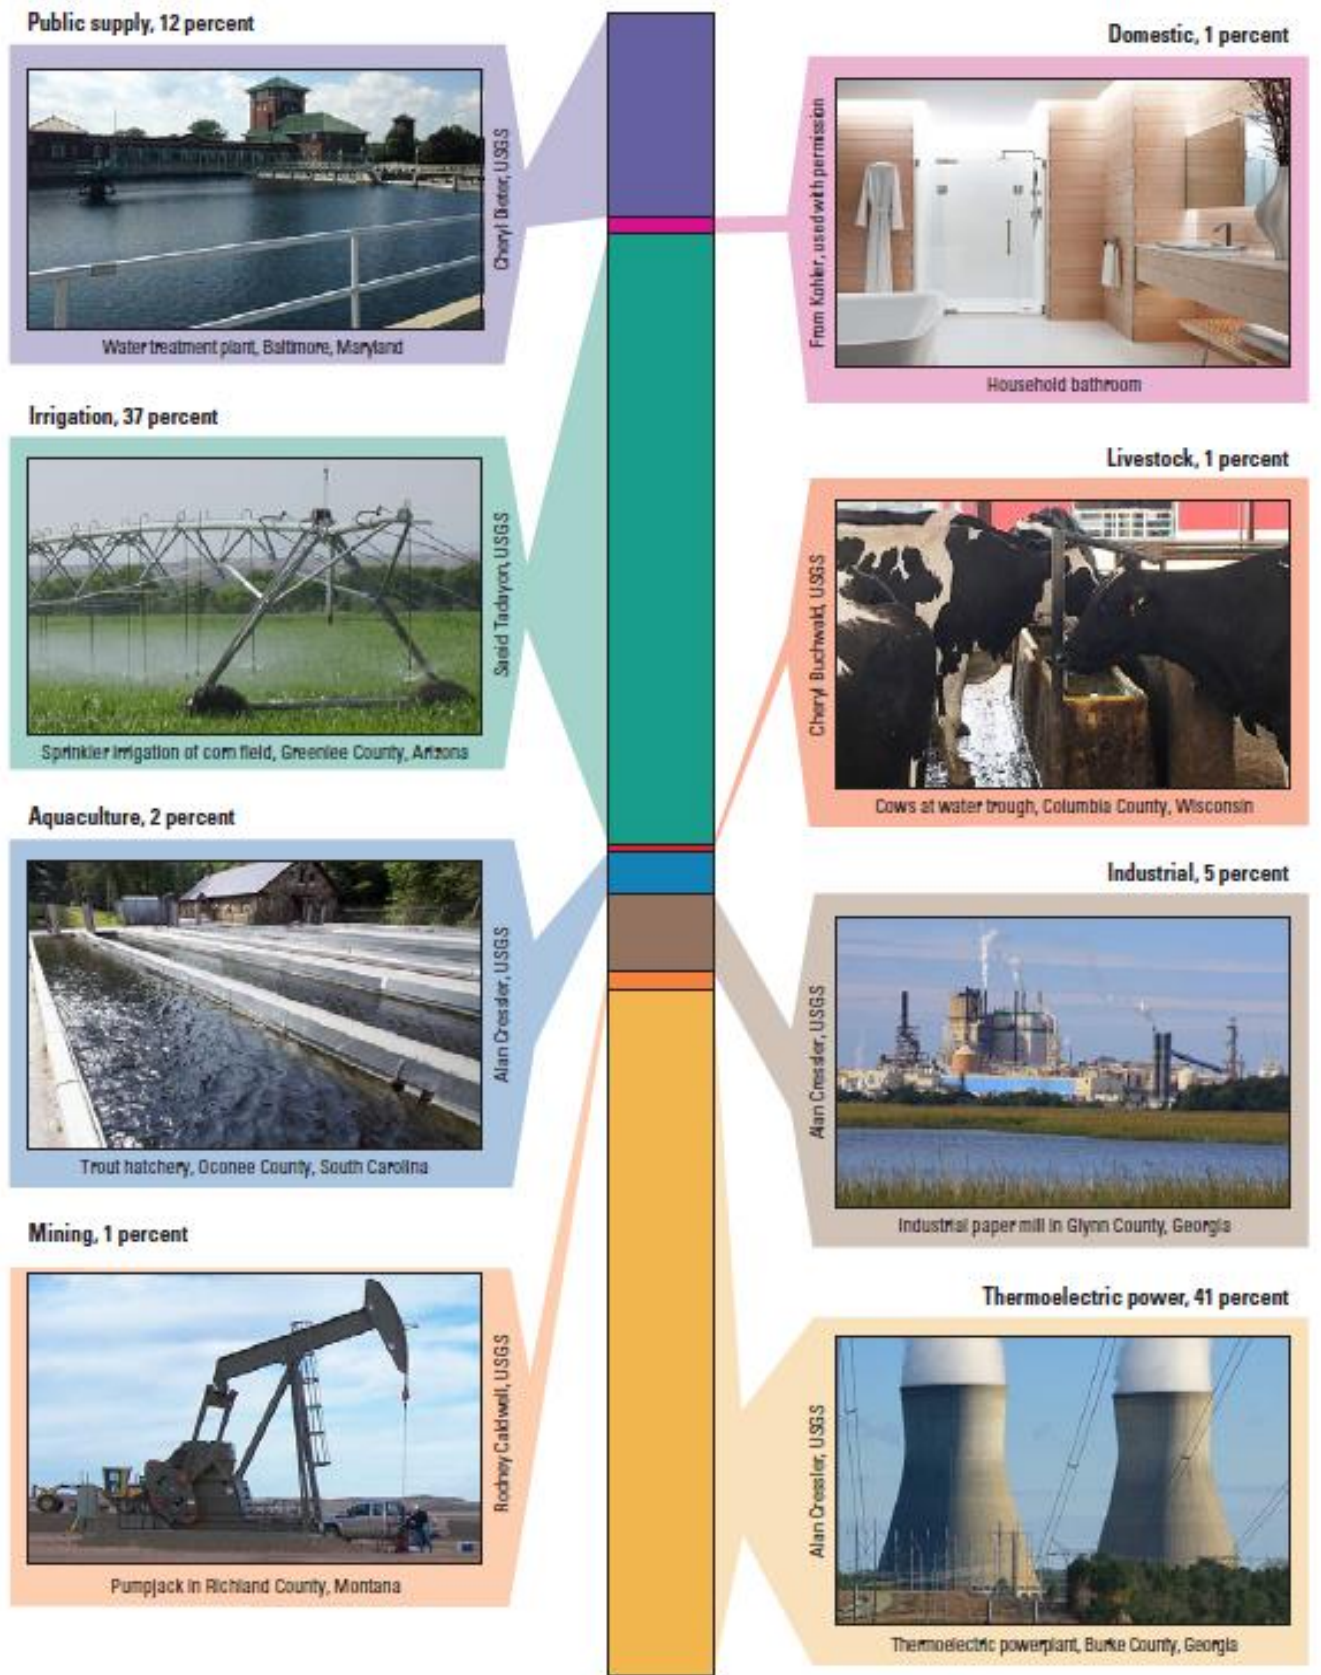 Public supply, 12 percent
Cheryl Dieter, USGS
Water treatment plant, Baltimore, Maryland
Domestic, 1 percent
From Kohler, used with permission
Household bathroom
Irrigation, 37 percent
Saeid Tadayon, USGS
Sprinkler irrigation of corn field, Greenlee County, Arizona
Livestock, 1 percent
Cheryl Buchwald, USGS
Cows at water trough, Columbia County, Wisconsin
Aquaculture, 2 percent
Alan Cressler, USGS
Trout hatchery, Oconee County, South Carolina
Industrial, 5 percent
Alan Cressler, USGS
Industrial paper mill in Glynn County, Georgia
Mining, 1 percent
Rodney Caldwell, USGS
Pumpjack in Richland County, Montana
Thermoelectric power, 41 percent
Alan Cressler, USGS
Thermoelectric powerplant, Burke County, Georgia